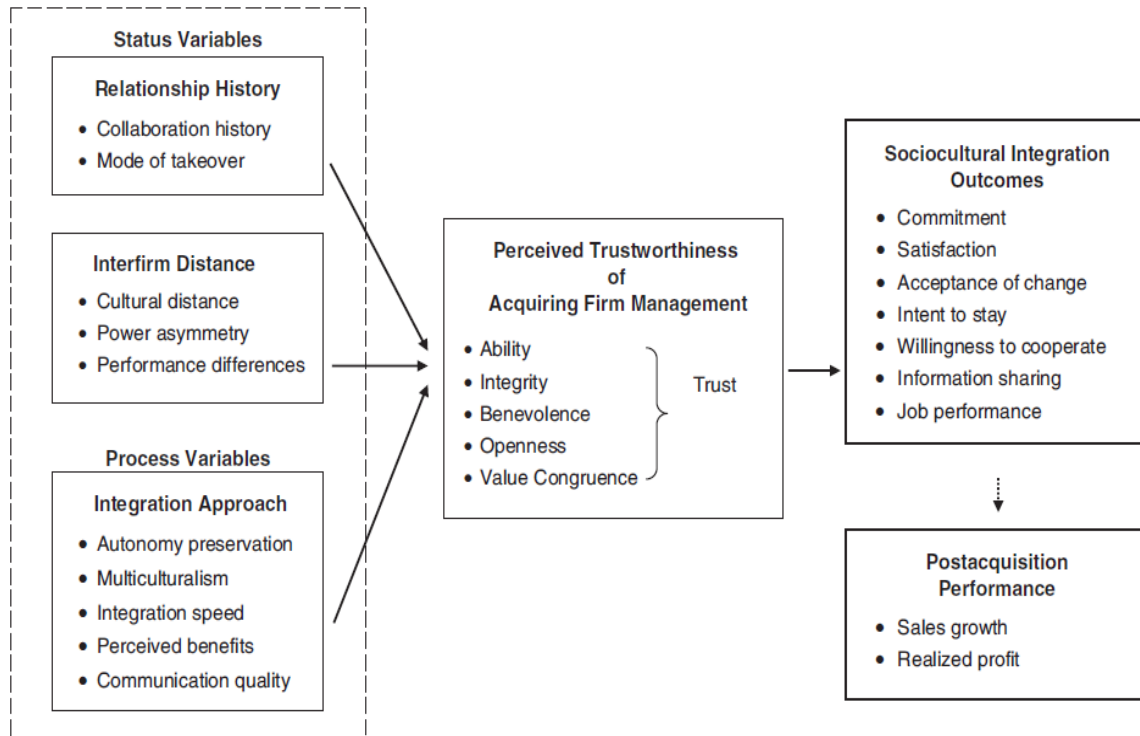 Status Variables
Relationship History
• Collaboration history
• Mode of takeover
Interfirm Distance
• Cultural distance
• Power asymmetry
• Performance differences
Process Variables
Integration Approach
• Autonomy preservation
• Multiculturalism
• Integration speed
• Perceived benefits
• Communication quality
Perceived Trustworthiness
of
Acquiring Firm Management
• Ability
• Integrity
• Benevolence
• Openness
• Value Congruence
Trust
Sociocultural Integration
Outcomes
• Commitment
• Satisfaction
• Acceptance of change
• Intent to stay
• Willingness to cooperate
• Information sharing
• Job performance
Postacquisition
Performance
• Sales growth
• Realized profit